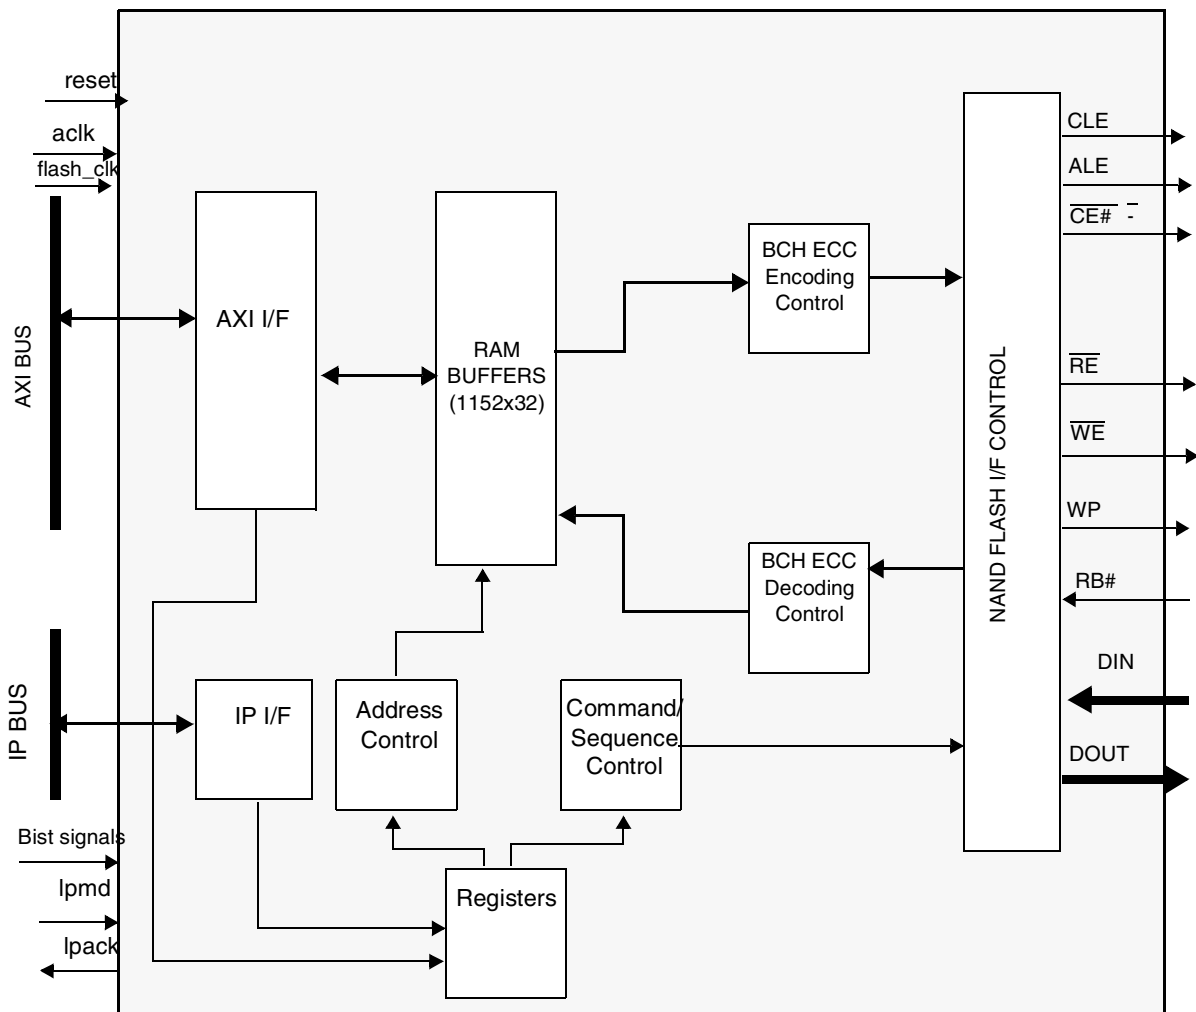 reset
aclk
flash_clk
AXI BUS
AXI I/F
RAM
BUFFERS
(1152x32)
BCH ECC
Encoding
Control
BCH ECC
Decoding
Control
NAND FLASH I/F CONTROL
CLE
ALE
CE# -
RE
WE
WP
RB#
DIN
DOUT
IP BUS
IP I/F
Address
Control
Command/
Sequence
Control
Registers
Bist signals
lpmd
lpack